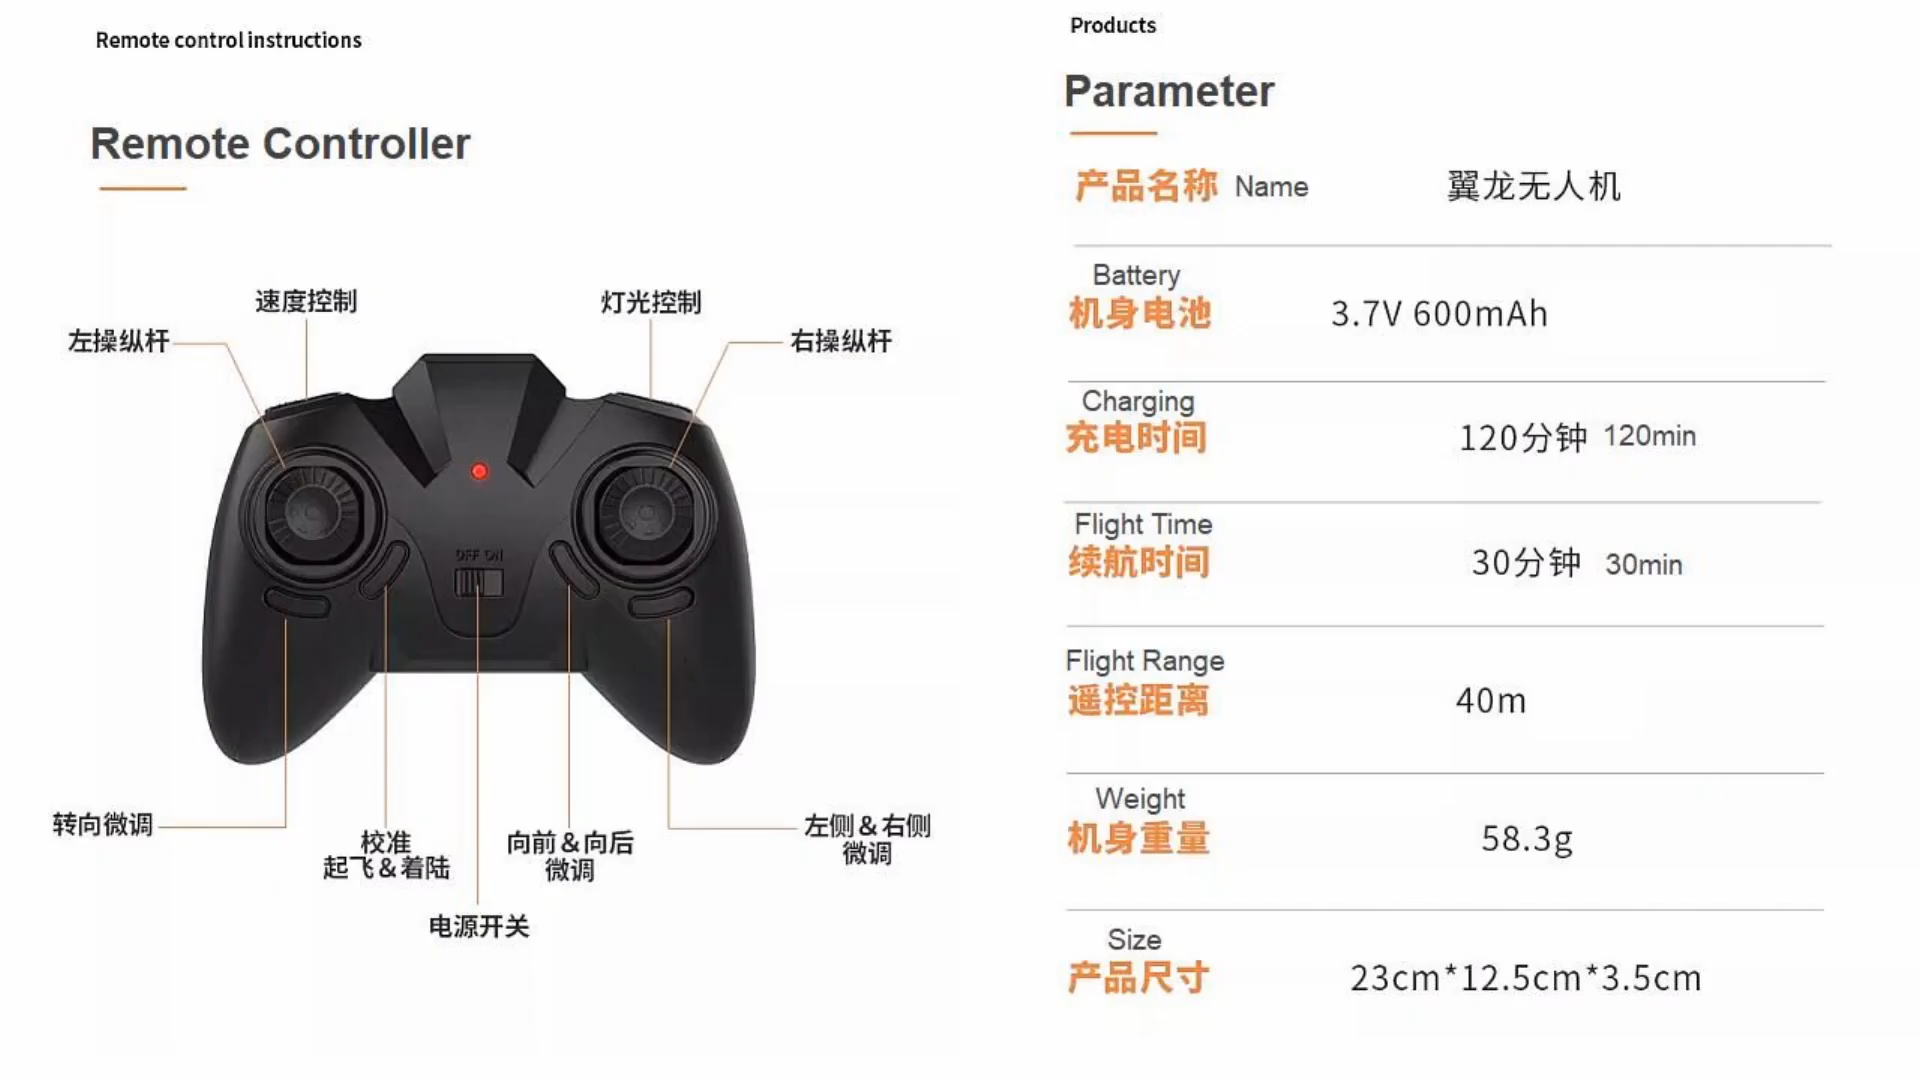 Remote control instructions
Remote Controller
速度控制
灯光控制
左操纵杆
右操纵杆
OFF ON
转向微调
校准
起飞&着陆
向前&向后
微调
左侧&右侧
微调
电源开关
Products
Parameter
产品名称 Name 翼龙无人机
Battery
机身电池 3.7V 600mAh
Charging
充电时间 120分钟 120min
Flight Time
续航时间 30分钟 30min
Flight Range
遥控距离 40m
Weight
机身重量 58.3g
Size
产品尺寸 23cm*12.5cm*3.5cm